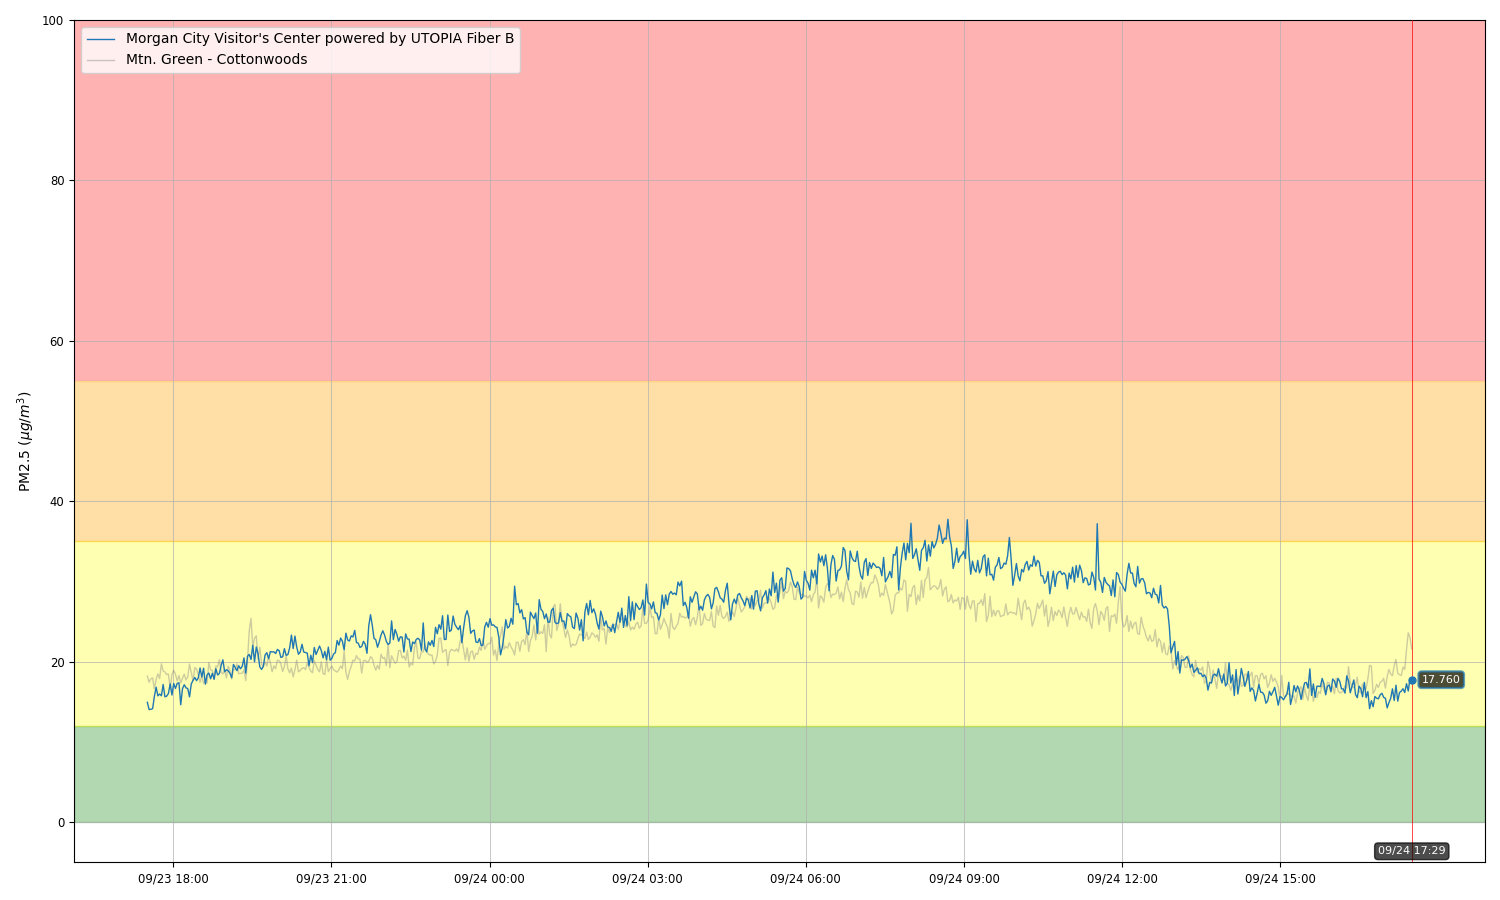 Morgan City Visitor's Center powered by UTOPIA Fiber B
Mtn. Green - Cottonwoods
100
80
60
40
20
0
PM2.5 (μg/m³)
17.760
09/24 17:29
09/23 18:00 09/23 21:00 09/24 00:00 09/24 03:00 09/24 06:00 09/24 09:00 09/24 12:00 09/24 15:00